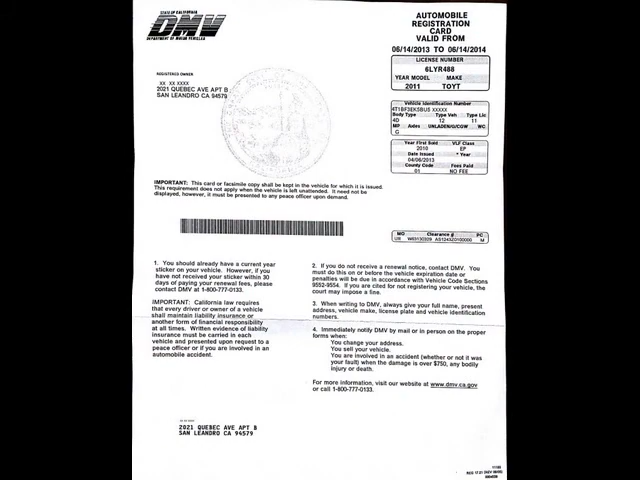 STATE OF CALIFORNIA
DMV
DEPARTMENT OF MOTOR VEHICLES
AUTOMOBILE
REGISTRATION
CARD
VALID FROM
06/14/2013 TO 06/14/2014
LICENSE NUMBER
6LYR488
YEAR MODEL MAKE
2011 TOYT
REGISTERED OWNER
XX XX XXXX
2021 QUEBEC AVE APT B
SAN LEANDRO CA 94579
Vehicle Identification Number
4T1BF3EK5BU5 XXXXX
Body Type Type Veh Type Lic
4D 12 11
MP Axles UNLADEN/G/CGW WC
G
Year First Sold VLF Class
2010 EP
Date Issued * Year
04/06/2013
County Code Fees Paid
01 NO FEE
IMPORTANT: This card or facsimile copy shall be kept in the vehicle for which it is issued.
This requirement does not apply when the vehicle is left unattended. It need not be
displayed, however, it must be presented to any peace officer upon demand.
MO Clearance # PC
M
1. You should already have a current year
sticker on your vehicle. However, if you
have not received your sticker within 30
days of paying your renewal fees, please
contact DMV at 1-800-777-0133.
IMPORTANT: California law requires
that every driver or owner of a vehicle
shall maintain liability insurance or
another form of financial responsibility
at all times. Written evidence of liability
insurance must be carried in each
vehicle and presented upon request to a
peace officer or if you are involved in an
automobile accident.
2. If you do not receive a renewal notice, contact DMV. You
must do this on or before the vehicle expiration date or
penalties will be due in accordance with Vehicle Code Sections
9552-9554. If you are cited for not registering your vehicle, the
court may impose a fine.
3. When writing to DMV, always give your full name, present
address, vehicle make, license plate and vehicle identification
numbers.
4. Immediately notify DMV by mail or in person on the proper
forms when:
You change your address.
You sell your vehicle.
You are involved in an accident (whether or not it was
your fault) when the damage is over $750, any bodily
injury or death.
For more information, visit our website at www.dmv.ca.gov
or call 1-800-777-0133.
2021 QUEBEC AVE APT B
SAN LEANDRO CA 94579